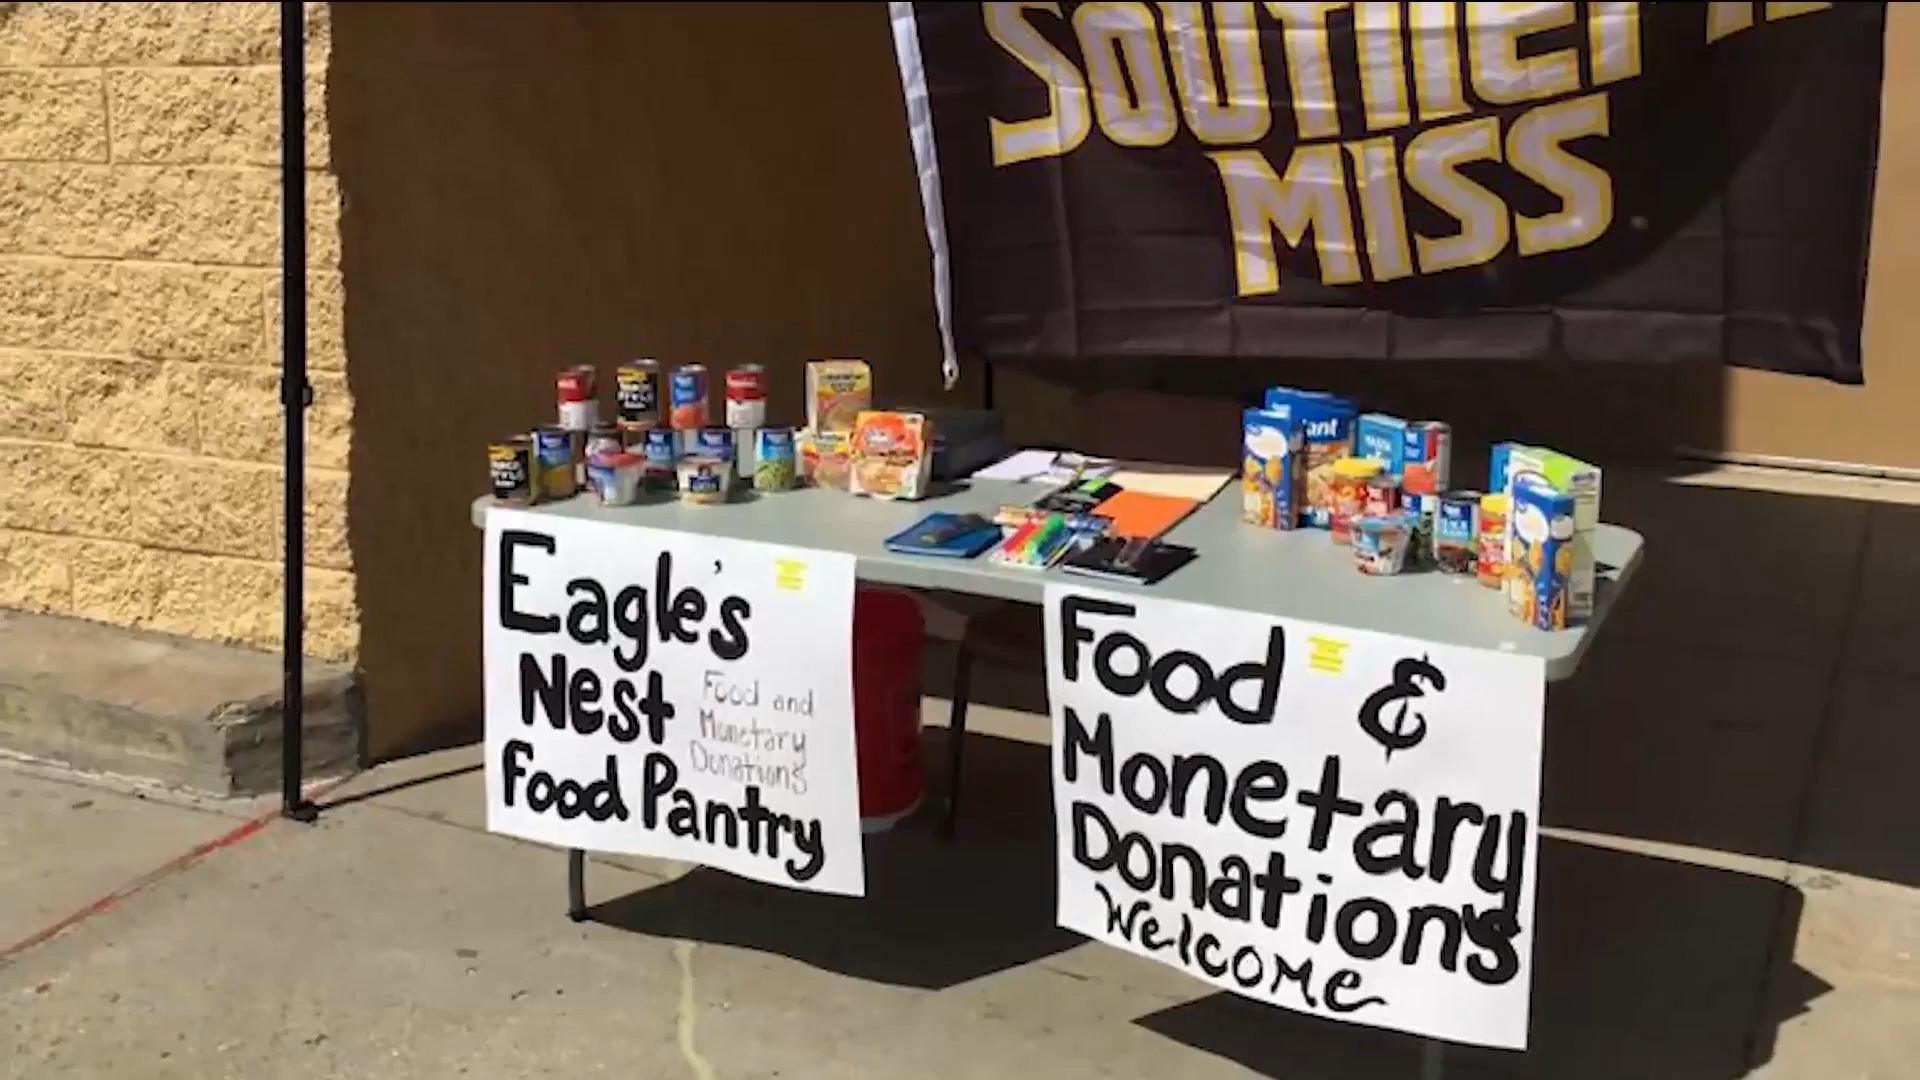 SOUTHERN
MISS
Eagle's
Nest
Food Pantry
Food and
Monetary
Donations
Food &
Monetary
Donations
Welcome